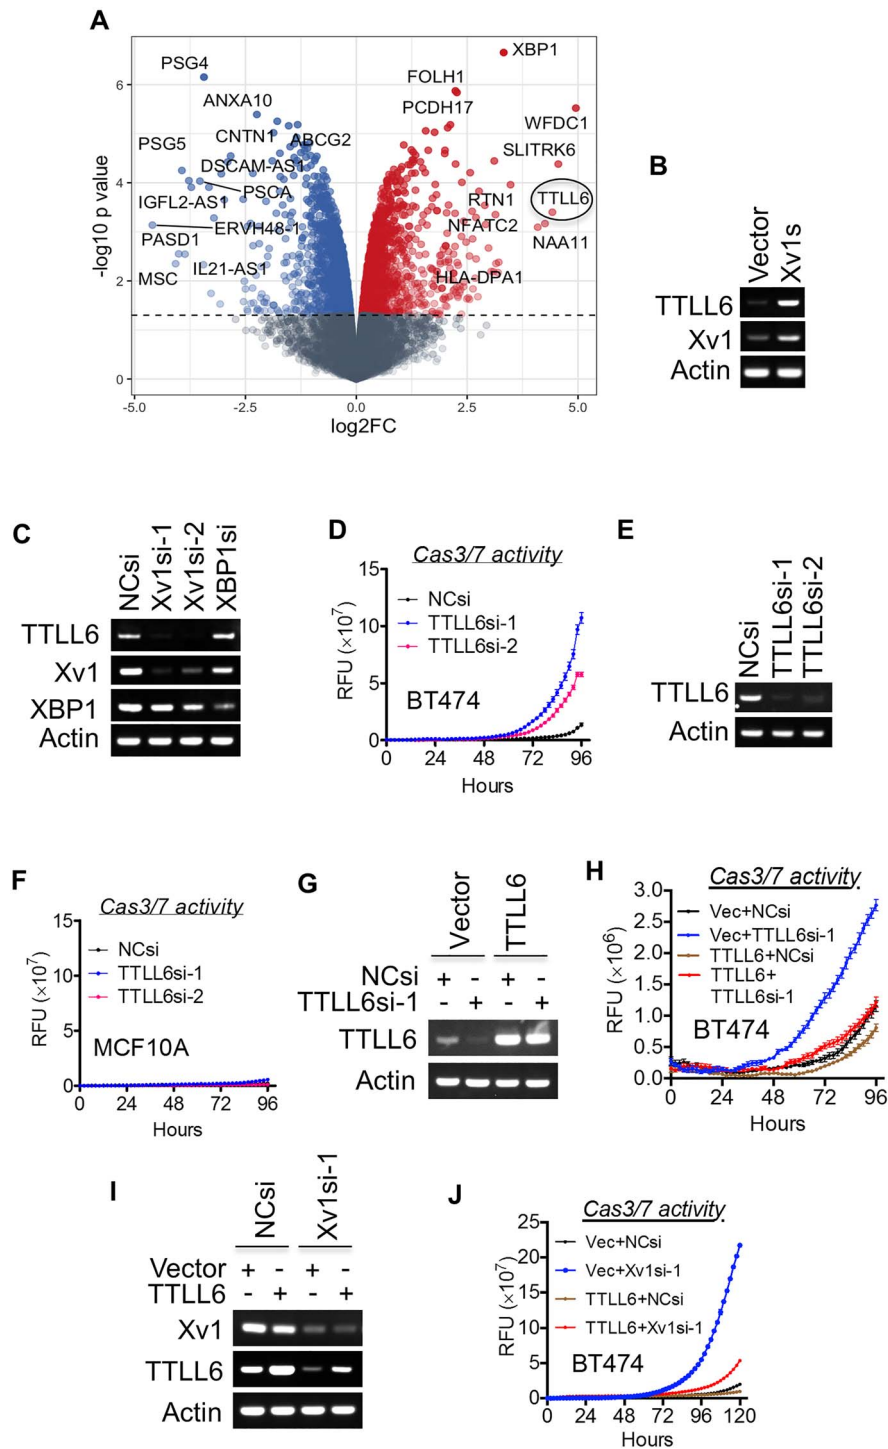 A
XBP1
PSG4
FOLH1
ANXA10
PCDH17
WFDC1
PSG5
CNTN1
ABCG2
SLITRK6
DSCAM-AS1
PSCA
RTN1
TTLL6
IGFL2-AS1
ERVH48-1
NFATC2
PASD1
NAA11
MSC
IL21-AS1
HLA-DPA1
-log10 p value
6
4
2
0
-5.0 -2.5 0.0 2.5 5.0
log2FC
B
Vector
Xv1s
TTLL6
Xv1
Actin
C
NCsi
Xv1si-1
Xv1si-2
XBP1si
TTLL6
Xv1
XBP1
Actin
D
Cas3/7 activity
15
10
5
0
RFU (×10⁷)
NCsi
TTLL6si-1
TTLL6si-2
BT474
0 24 48 72 96
Hours
E
NCsi
TTLL6si-1
TTLL6si-2
TTLL6
Actin
F
Cas3/7 activity
15
10
5
0
RFU (×10⁷)
NCsi
TTLL6si-1
TTLL6si-2
MCF10A
0 24 48 72 96
Hours
G
Vector
TTLL6
NCsi + - + -
TTLL6si-1 - + - +
TTLL6
Actin
H
Cas3/7 activity
3.0
2.5
2.0
1.5
1.0
0.5
0.0
RFU (×10⁶)
Vec+NCsi
Vec+TTLL6si-1
TTLL6+NCsi
TTLL6+
TTLL6si-1
BT474
0 24 48 72 96
Hours
I
NCsi
Xv1si-1
Vector + - + -
TTLL6 - + - +
Xv1
TTLL6
Actin
J
Cas3/7 activity
25
20
15
10
5
0
RFU (×10⁷)
Vec+NCsi
Vec+Xv1si-1
TTLL6+NCsi
TTLL6+Xv1si-1
BT474
0 24 48 72 96 120
Hours